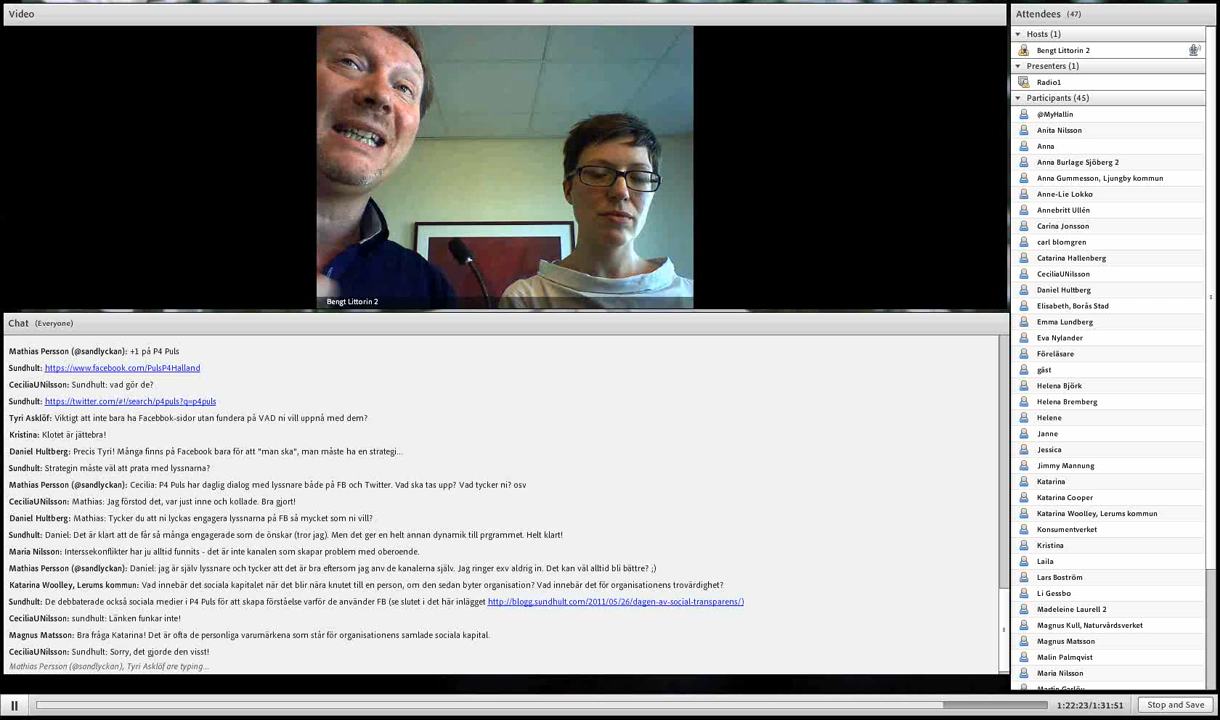 Video
Bengt Littorin 2
Chat (Everyone)
Mathias Persson (@sandlyckan): +1 på P4 Puls
Sundhult: https://www.facebook.com/PulsP4Halland
CeciliaUNilsson: Sundhult: vad gör de?
Sundhult: https://twitter.com/#!/search/p4puls?q=p4puls
Tyri Asklöf: Viktigt att inte bara ha Facebbok-sidor utan fundera på VAD ni vill uppnå med dem?
Kristina: Klotet är jättebra!
Daniel Hultberg: Precis Tyri! Många finns på Facebook bara för att "man ska", man måste ha en strategi...
Sundhult: Strategin måste väl att prata med lyssnarna?
Mathias Persson (@sandlyckan): Cecilia: P4 Puls har daglig dialog med lyssnare både på FB och Twitter. Vad ska tas upp? Vad tycker ni? osv
CeciliaUNilsson: Mathias: Jag förstod det, var just inne och kollade. Bra gjort!
Daniel Hultberg: Mathias: Tycker du att ni lyckas engagera lyssnarna på FB så mycket som ni vill?
Sundhult: Daniel: Det är klart att de får så många engagerade som de önskar (tror jag). Men det ger en helt annan dynamik till prgrammet. Helt klart!
Maria Nilsson: Interssekonflikter har ju alltid funnits - det är inte kanalen som skapar problem med oberoende.
Mathias Persson (@sandlyckan): Daniel: jag är själv lyssnare och tycker att det är bra eftersom jag anv de kanalerna själv. Jag ringer exv aldrig in. Det kan väl alltid bli bättre? ;)
Katarina Woolley, Lerums kommun: Vad innebär det sociala kapitalet när det blir nära knutet till en person, om den sedan byter organisation? Vad innebär det för organisationens trovärdighet?
Sundhult: De debbaterade också sociala medier i P4 Puls för att skapa förståelse varför de använder FB (se slutet i det här inlägget http://blogg.sundhult.com/2011/05/26/dagen-av-social-transparens/)
CeciliaUNilsson: sundhult: Länken funkar inte!
Magnus Matsson: Bra fråga Katarina! Det är ofta de personliga varumärkena som står för organisationens samlade sociala kapital.
CeciliaUNilsson: Sundhult: Sorry, det gjorde den visst!
Mathias Persson (@sandlyckan), Tyri Asklöf are typing...
Attendees (47)
Hosts (1)
Bengt Littorin 2
Presenters (1)
Radio1
Participants (45)
@MyHallin
Anita Nilsson
Anna
Anna Burlage Sjöberg 2
Anna Gummesson, Ljungby kommun
Anne-Lie Lokko
Annebritt Ullén
Carina Jonsson
carl blomgren
Catarina Hallenberg
CeciliaUNilsson
Daniel Hultberg
Elisabeth, Borås Stad
Emma Lundberg
Eva Nylander
Föreläsare
gäst
Helena Björk
Helena Bremberg
Helene
Janne
Jessica
Jimmy Mannung
Katarina
Katarina Cooper
Katarina Woolley, Lerums kommun
Konsumentverket
Kristina
Laila
Lars Boström
Li Gessbo
Madeleine Laurell 2
Magnus Kull, Naturvårdsverket
Magnus Matsson
Malin Palmqvist
Maria Nilsson
1:22:23/1:31:51
Stop and Save